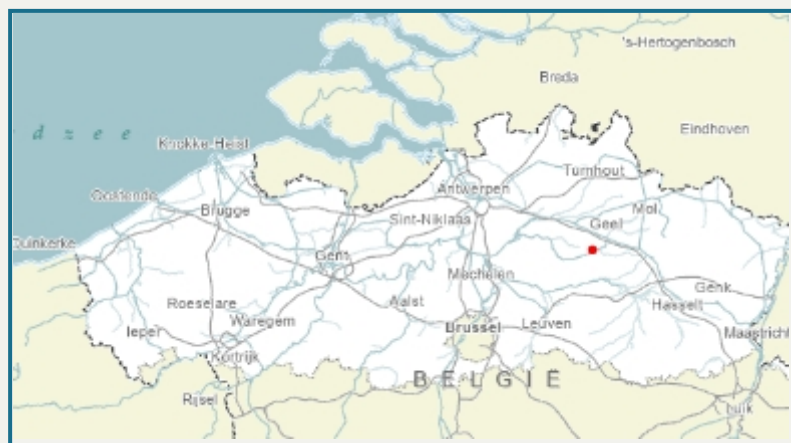 's-Hertogenbosch
Breda
d z e e
Eindhoven
Knokke-Heist
Turnhout
Antwerpen
Oostende
Mol
Brugge
Sint-Niklaas
Geel
Duinkerke
Gent
Mechelen
Genk
Roeselare
Aalst
Hasselt
Ieper
Waregem
Brussel
Leuven
Maastricht
Kortrijk
BELGIË
Rijsel
Luik